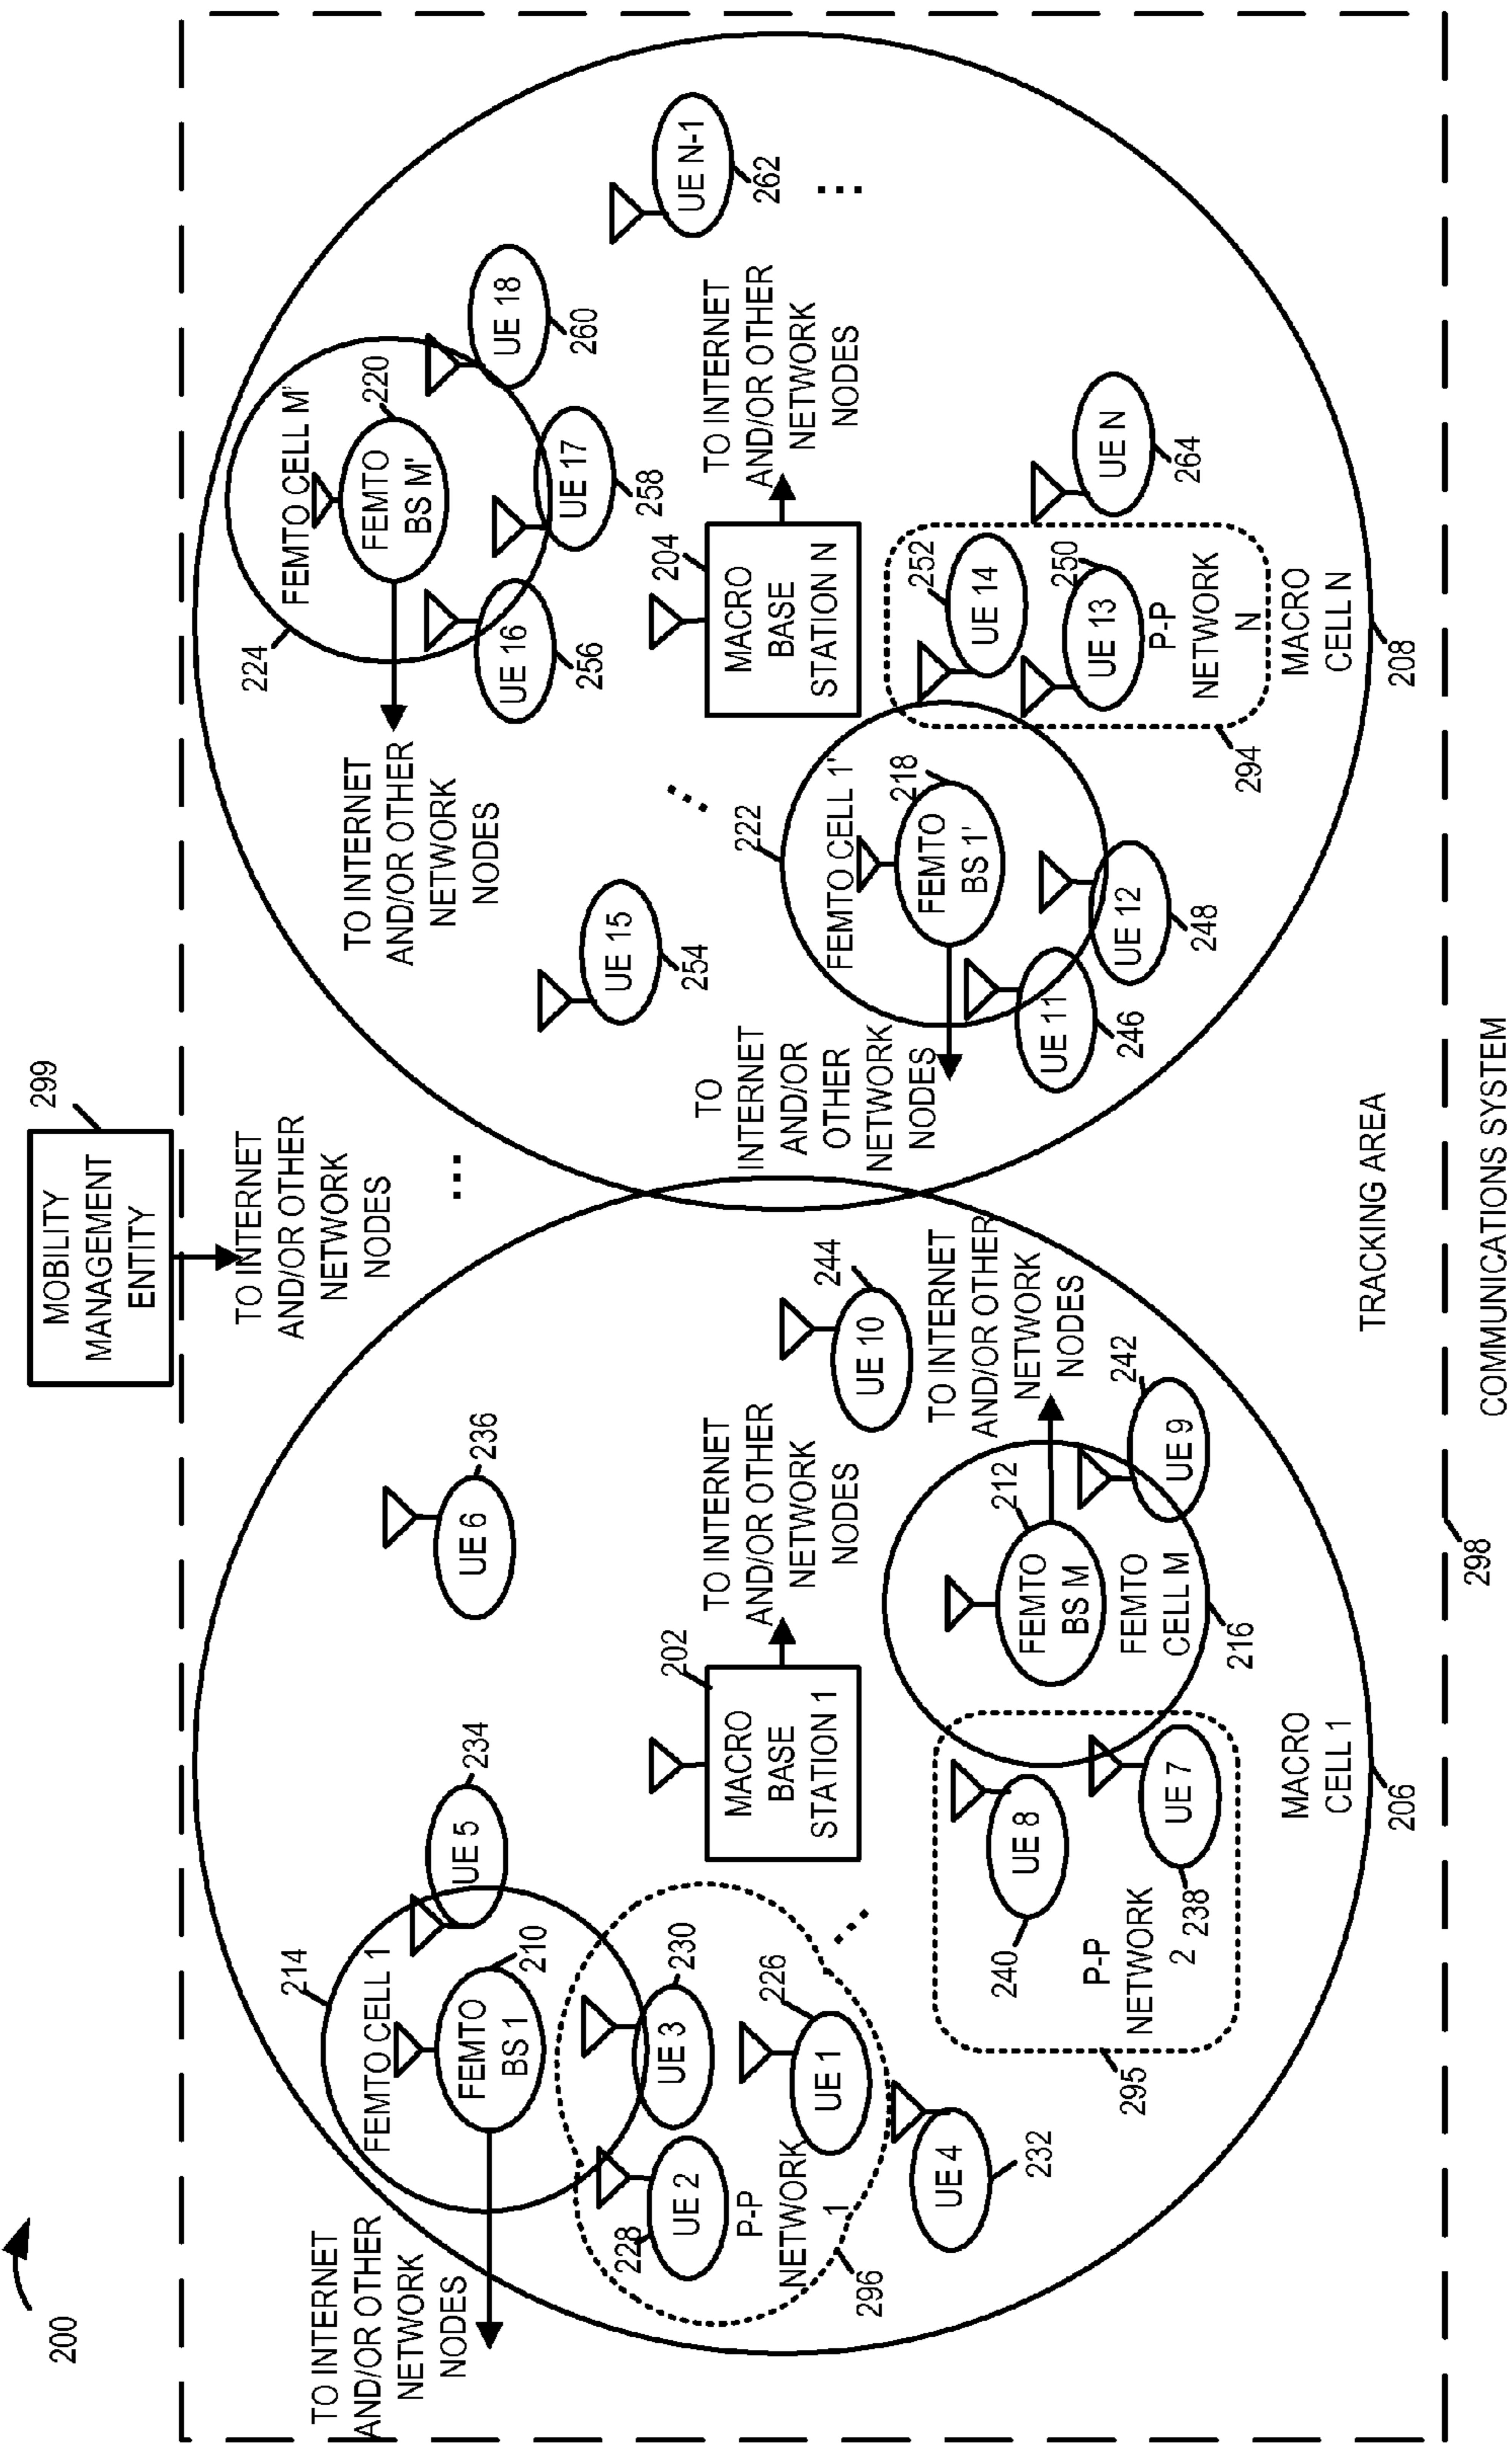 200
MOBILITY
MANAGEMENT
ENTITY
299
TO INTERNET
AND/OR OTHER
NETWORK
NODES
...
TO INTERNET
AND/OR OTHER
NETWORK
NODES
214
FEMTO CELL 1
FEMTO
BS 1
210
UE 5
234
UE 6
236
UE 3
230
UE 2
228
P-P
NETWORK
1
296
UE 1
226
UE 4
232
...
MACRO
BASE
STATION 1
202
TO INTERNET
AND/OR OTHER
NETWORK
NODES
UE 8
240
P-P
NETWORK
2
UE 7
238
295
FEMTO
BS M
212
FEMTO
CELL M
216
TO INTERNET
AND/OR OTHER
NETWORK
NODES
UE 9
242
UE 10
244
MACRO
CELL 1
206
TO INTERNET
AND/OR OTHER
NETWORK
NODES
224
FEMTO CELL M'
FEMTO
BS M'
220
UE 16
256
UE 17
258
UE 18
260
UE 15
254
...
UE N-1
262
...
MACRO
BASE
STATION N
204
TO INTERNET
AND/OR OTHER
NETWORK
NODES
TO
INTERNET
AND/OR
OTHER
NETWORK
NODES
222
FEMTO CELL 1'
FEMTO
BS 1'
218
UE 11
246
UE 12
248
UE 14
252
UE 13
250
P-P
NETWORK
N
294
UE N
264
MACRO
CELL N
208
TRACKING AREA
298
COMMUNICATIONS SYSTEM